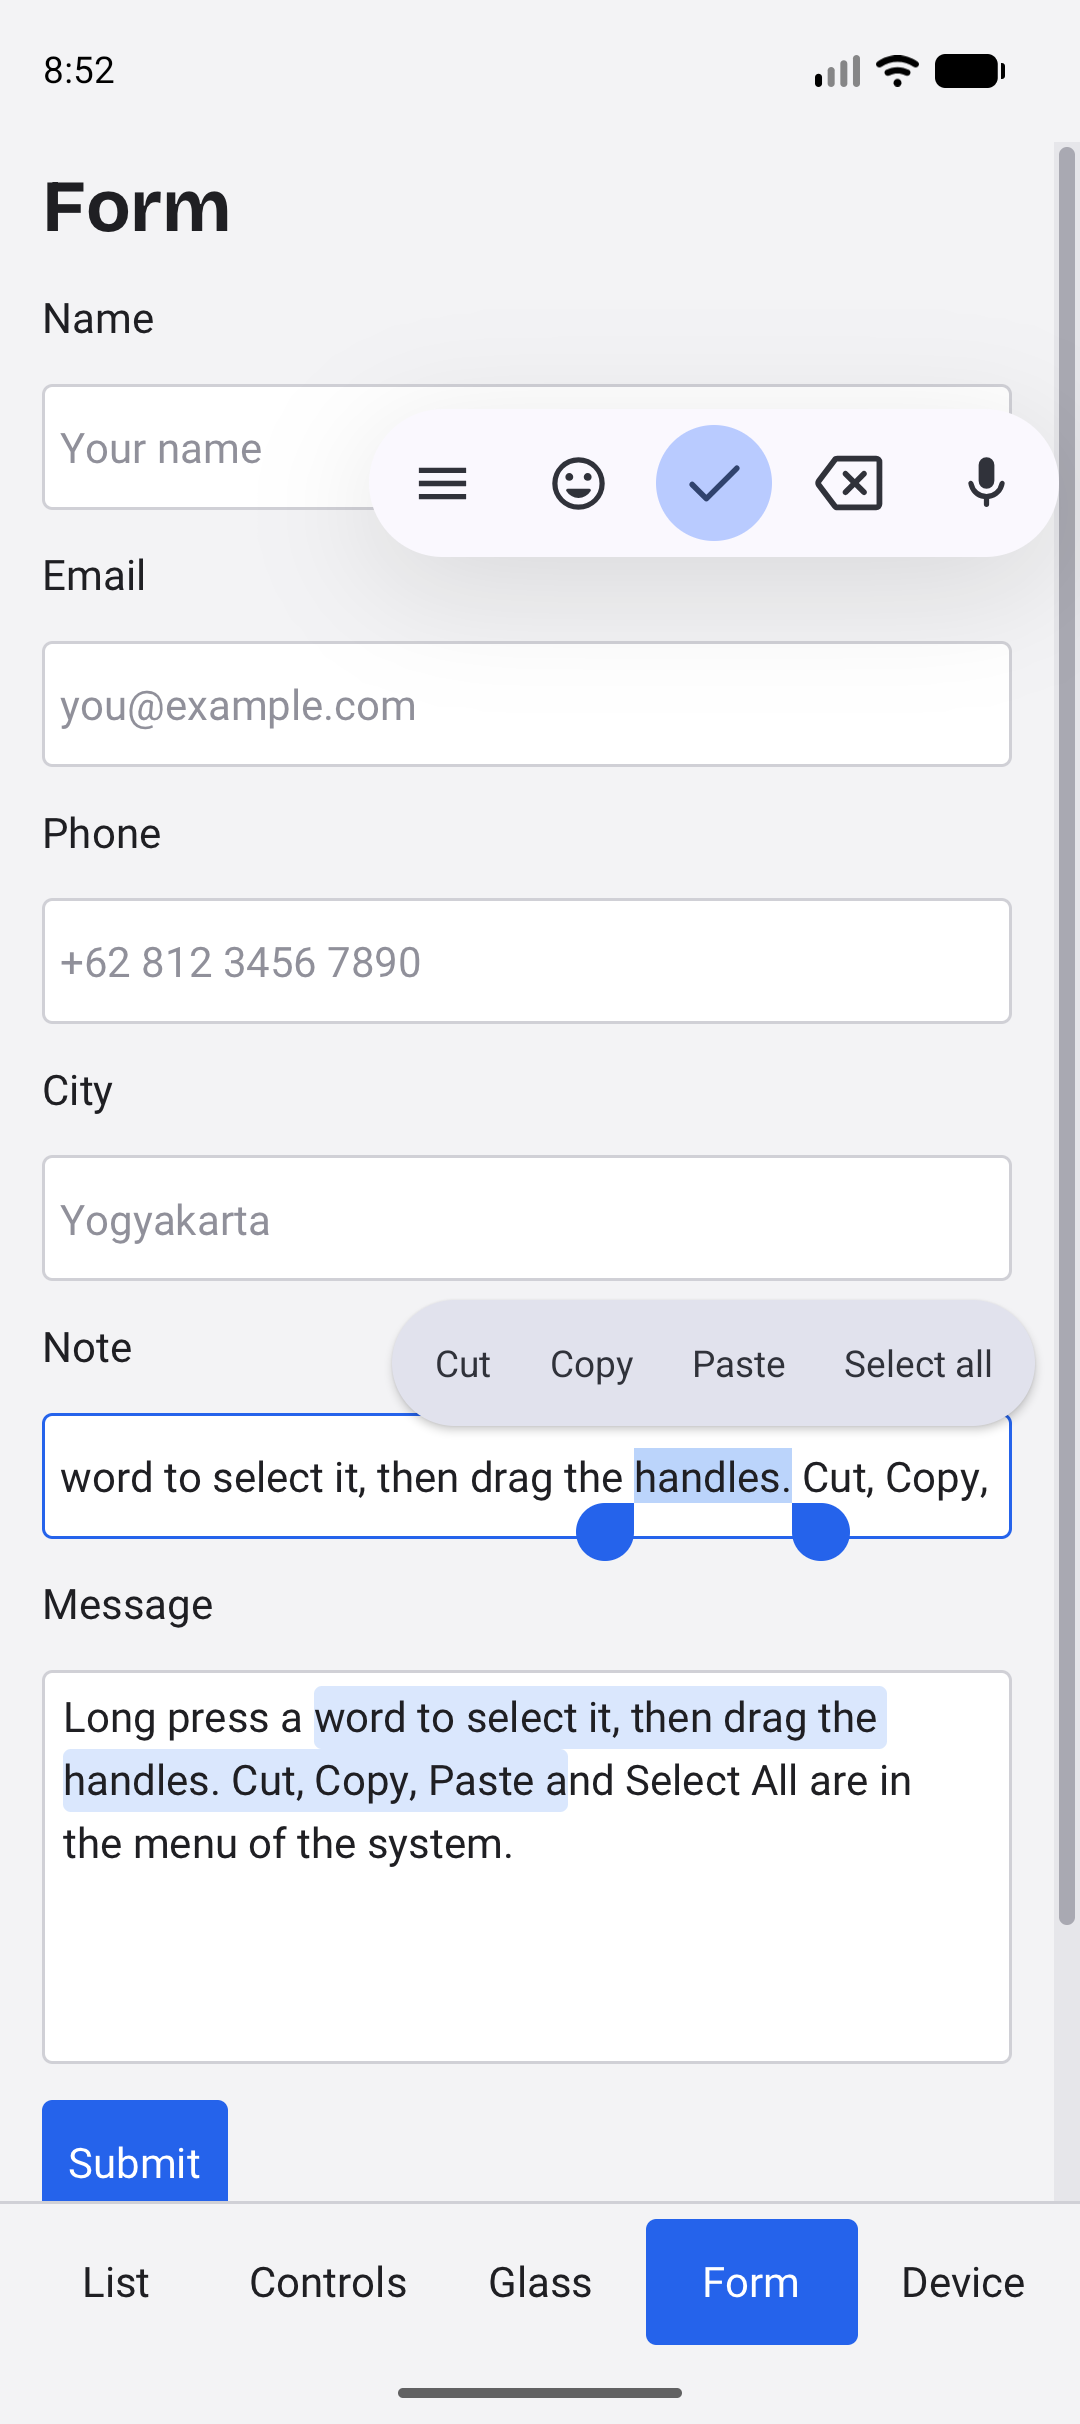 8:52
Form
Name
Your name
Email
you@example.com
Phone
+62 812 3456 7890
City
Yogyakarta
Note
Cut Copy Paste Select all
word to select it, then drag the handles. Cut, Copy,
Message
Long press a word to select it, then drag the
handles. Cut, Copy, Paste and Select All are in
the menu of the system.
Submit
List Controls Glass Form Device